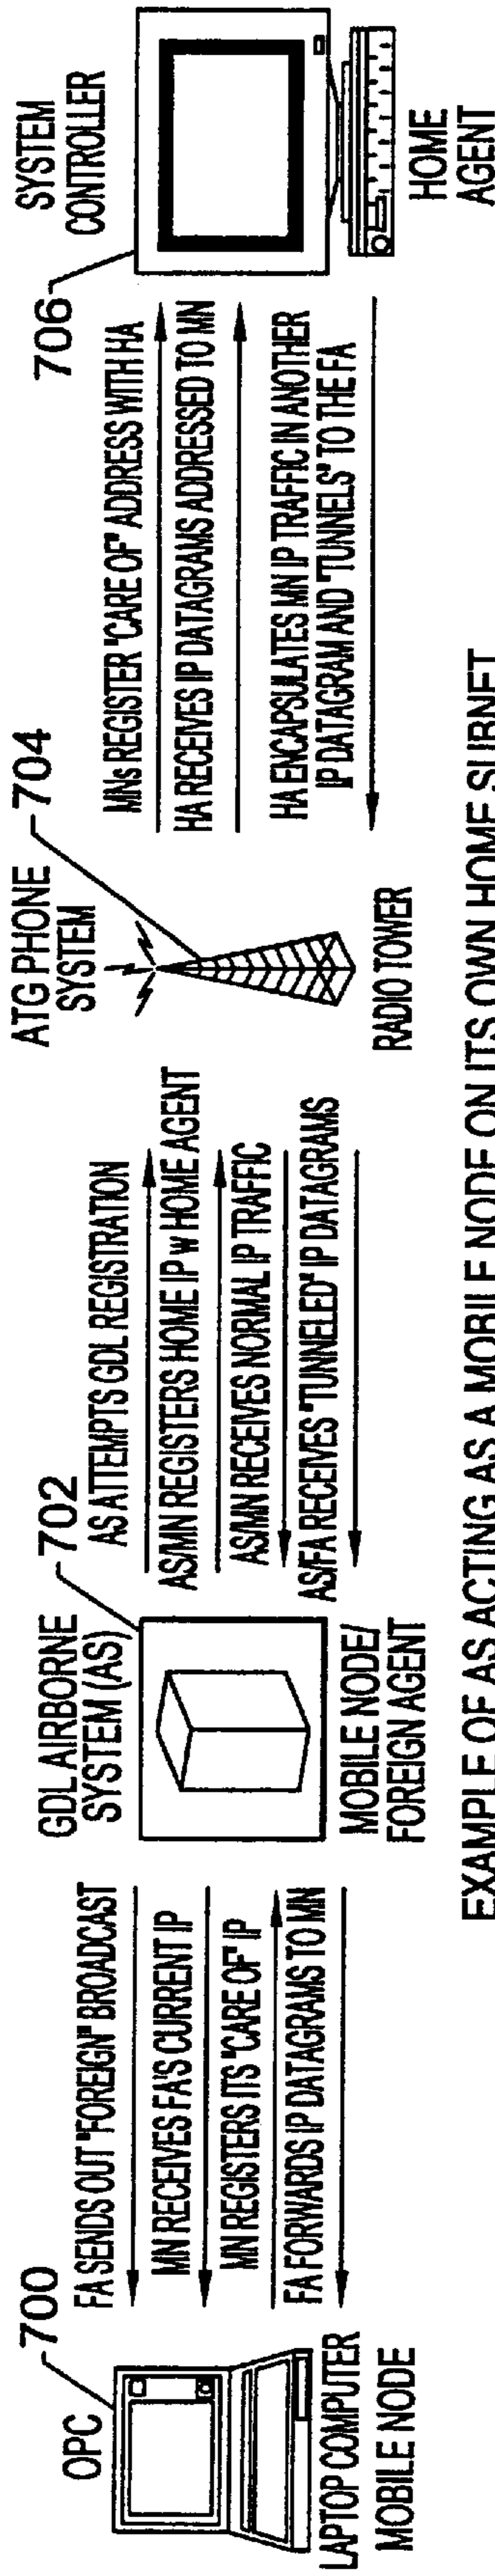 OPC
700
LAPTOP COMPUTER
MOBILE NODE
FA SENDS OUT "FOREIGN" BROADCAST
MN RECEIVES FA'S CURRENT IP
MN REGISTERS ITS "CARE OF" IP
FA FORWARDS IP DATAGRAMS TO MN
GDL AIRBORNE
SYSTEM (AS)
702
MOBILE NODE/
FOREIGN AGENT
AS ATTEMPTS GDL REGISTRATION
AS/MN REGISTERS HOME IP w HOME AGENT
AS/MN RECEIVES NORMAL IP TRAFFIC
AS/FA RECEIVES "TUNNELED" IP DATAGRAMS
ATG PHONE
SYSTEM
704
RADIO TOWER
MNs REGISTER "CARE OF" ADDRESS WITH HA
HA RECEIVES IP DATAGRAMS ADDRESSED TO MN
HA ENCAPSULATES MN IP TRAFFIC IN ANOTHER
IP DATAGRAM AND "TUNNELS" TO THE FA
SYSTEM
CONTROLLER
706
HOME
AGENT
EXAMPLE OF AS ACTING AS A MOBILE NODE ON ITS OWN HOME SUBNET